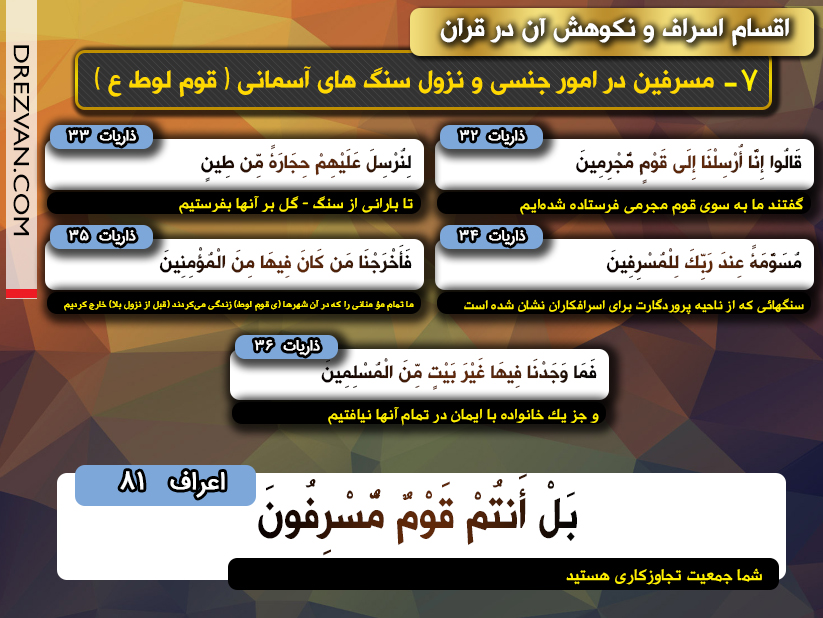 اقسام اسراف و نکوهش آن در قرآن
۷- مسرفین در امور جنسی و نزول سنگ های آسمانی ( قوم لوط ع )
DREZVAN.COM
ذاریات ۳۲
قَالُوا إِنَّا أُرْسِلْنَا إِلَى قَوْمٍ مُّجْرِمِينَ
گفتند ما به سوی قوم مجرمی فرستاده شده‌ایم
ذاریات ۳۳
لِنُرْسِلَ عَلَيْهِمْ حِجَارَةً مِّن طِينٍ
تا بارانی از سنگ - گل بر آنها بفرستیم
ذاریات ۳۴
مُسَوَّمَةً عِندَ رَبِّكَ لِلْمُسْرِفِينَ
سنگهائی که از ناحیه پروردگارت برای اسرافکاران نشان شده است
ذاریات ۳۵
فَأَخْرَجْنَا مَن كَانَ فِيهَا مِنَ الْمُؤْمِنِينَ
ما تمام مؤ منانی را که در آن شهرها (ی قوم لوط) زندگی می‌کردند (قبل از نزول بلا) خارج کردیم
ذاریات ۳۶
فَمَا وَجَدْنَا فِيهَا غَيْرَ بَيْتٍ مِّنَ الْمُسْلِمِينَ
و جز یك خانواده با ایمان در تمام آنها نیافتیم
اعراف ۸۱
بَلْ أَنتُمْ قَوْمٌ مُّسْرِفُونَ
شما جمعیت تجاوزکاری هستید